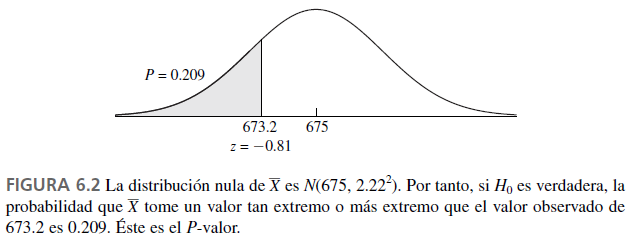 P = 0.209
673.2 675
z = −0.81
FIGURA 6.2 La distribución nula de X̄ es N(675, 2.22²). Por tanto, si H₀ es verdadera, la
probabilidad que X̄ tome un valor tan extremo o más extremo que el valor observado de
673.2 es 0.209. Éste es el P-valor.